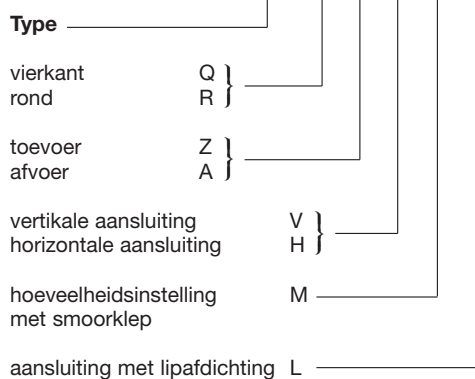 Type
vierkant Q
rond R
toevoer Z
afvoer A
vertikale aansluiting V
horizontale aansluiting H
hoeveelheidsinstelling M
met smoorklep
aansluiting met lipafdichting L